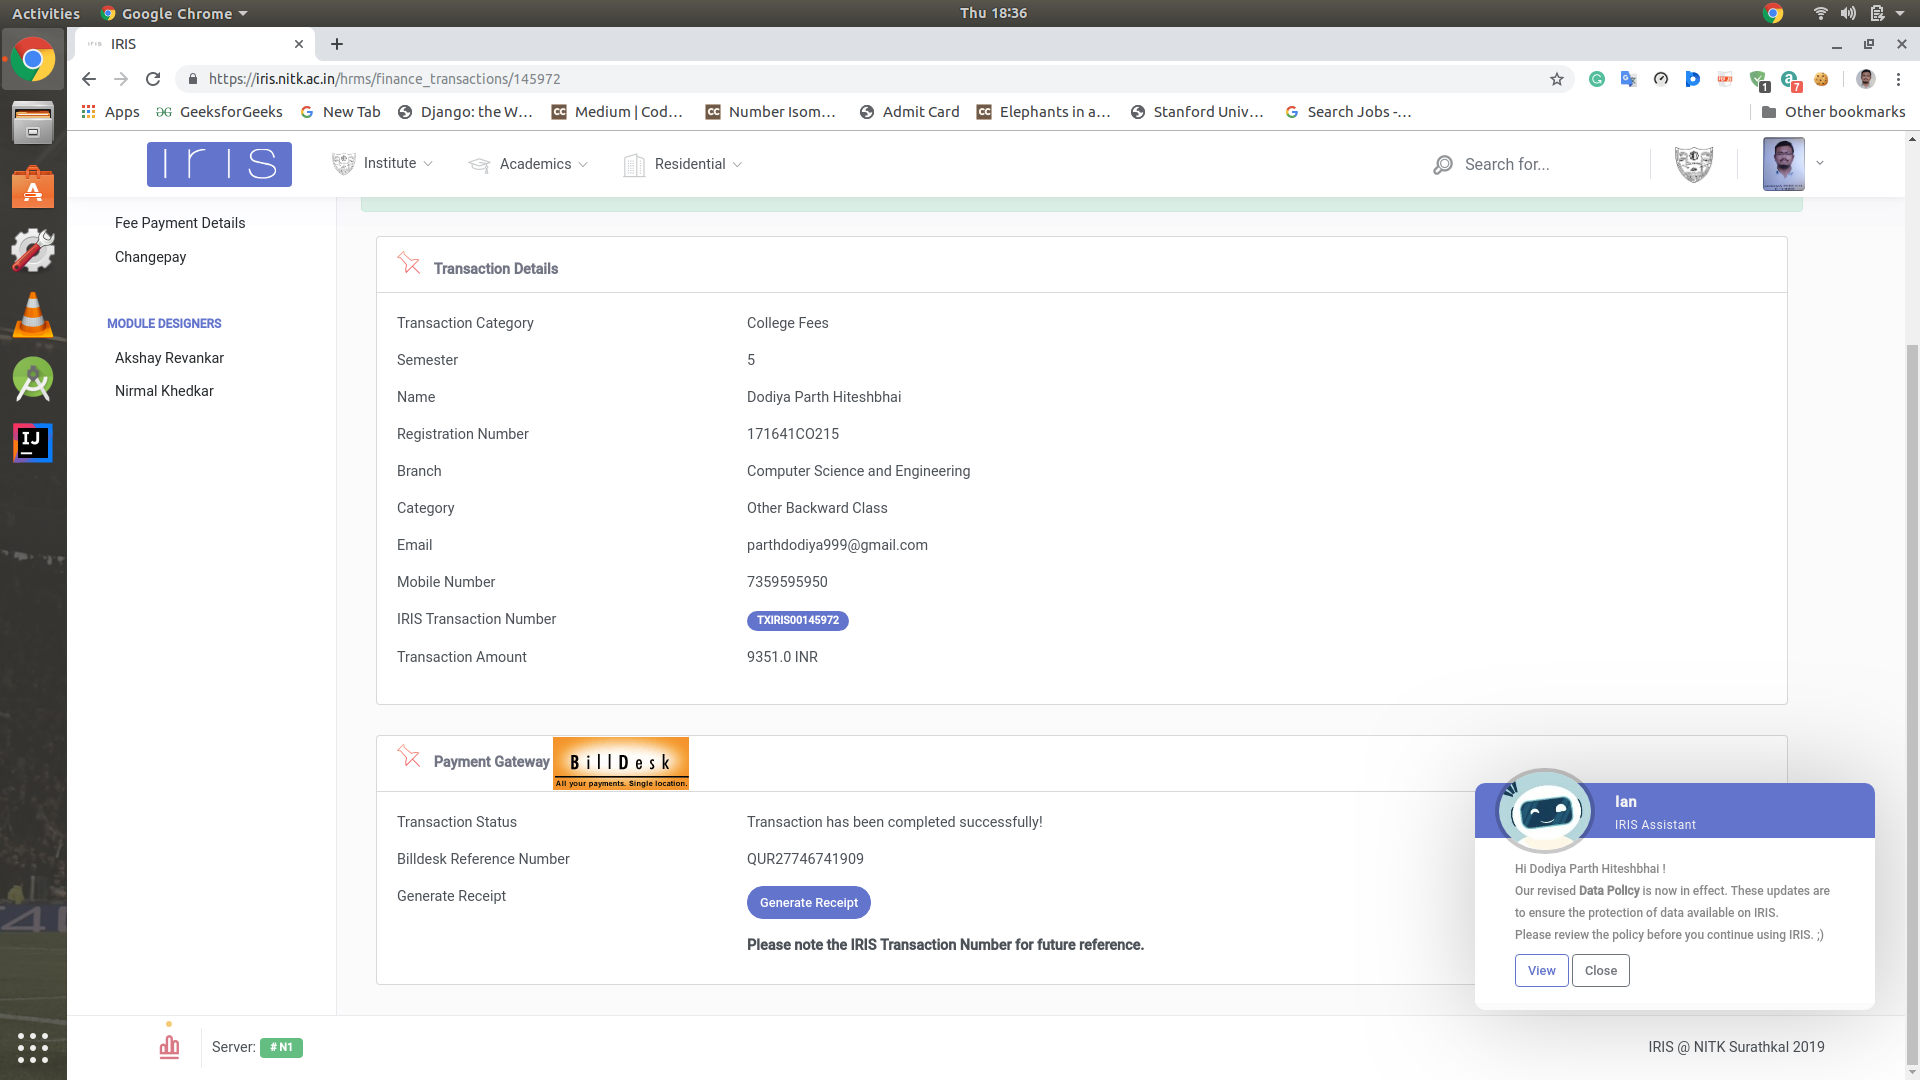 Activities
Google Chrome
Thu 18:36
IRIS
https://iris.nitk.ac.in/hrms/finance_transactions/145972
1
7
Apps
GeeksforGeeks
New Tab
Django: the W...
CC Medium | Cod...
CC Number Isom...
Admit Card
CC Elephants in a...
Stanford Univ...
Search Jobs -...
Other bookmarks
Iris
Institute
Academics
Residential
Search for...
Fee Payment Details
Changepay
MODULE DESIGNERS
Akshay Revankar
Nirmal Khedkar
Transaction Details
Transaction Category College Fees
Semester 5
Name Dodiya Parth Hiteshbhai
Registration Number 171641CO215
Branch Computer Science and Engineering
Category Other Backward Class
Email parthdodiya999@gmail.com
Mobile Number 7359595950
IRIS Transaction Number TXIRIS00145972
Transaction Amount 9351.0 INR
Payment Gateway BillDesk
All your payments. Single location.
Transaction Status Transaction has been completed successfully!
Billdesk Reference Number QUR27746741909
Generate Receipt Generate Receipt
Please note the IRIS Transaction Number for future reference.
Ian
IRIS Assistant
Hi Dodiya Parth Hiteshbhai !
Our revised Data Policy is now in effect. These updates are
to ensure the protection of data available on IRIS.
Please review the policy before you continue using IRIS. ;)
View Close
Server: # N1
IRIS @ NITK Surathkal 2019
IJ